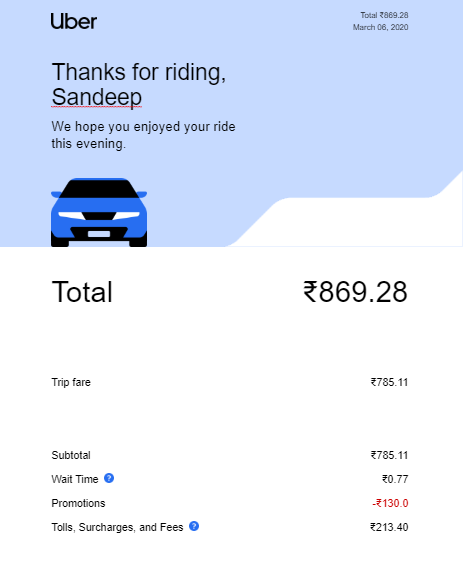 Uber
Total ₹869.28
March 06, 2020
Thanks for riding,
Sandeep
We hope you enjoyed your ride
this evening.
Total ₹869.28
Trip fare ₹785.11
Subtotal ₹785.11
Wait Time ? ₹0.77
Promotions -₹130.0
Tolls, Surcharges, and Fees ? ₹213.40